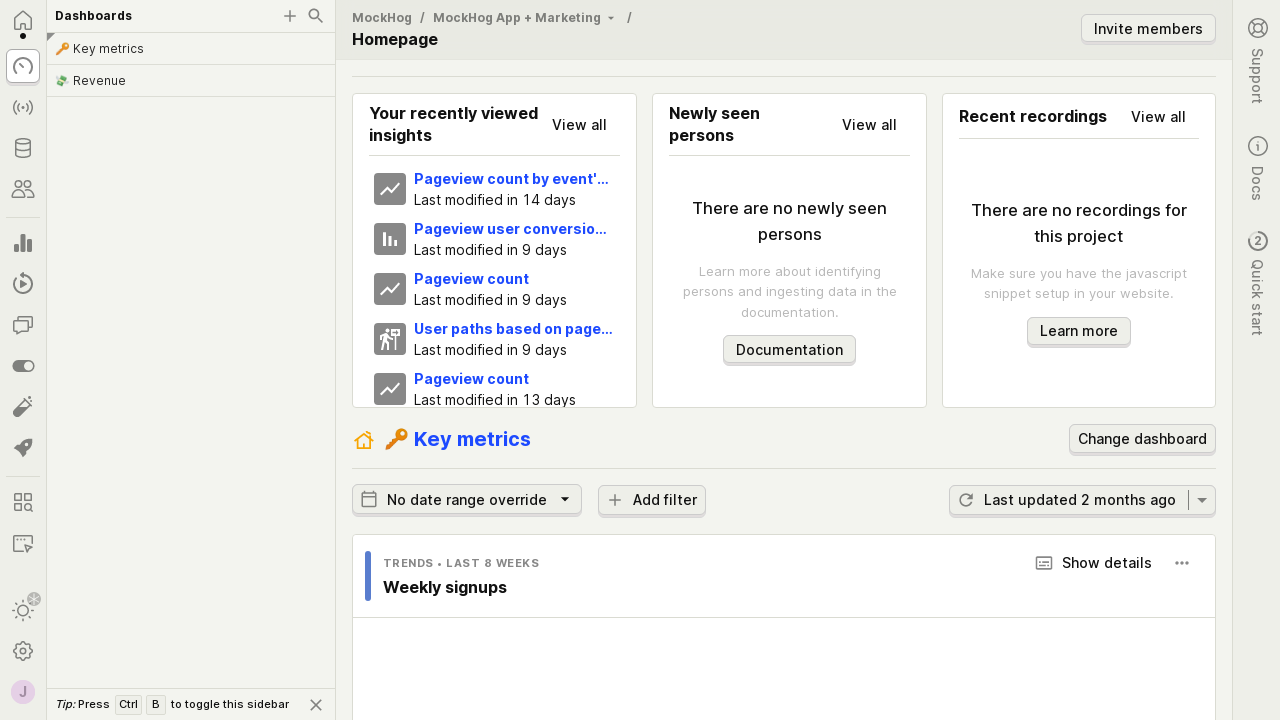 Dashboards
🔑 Key metrics
💸 Revenue
Tip: Press Ctrl B to toggle this sidebar
J
MockHog / MockHog App + Marketing /
Homepage
Invite members
Your recently viewed
insights
View all
Pageview count by event'...
Last modified in 14 days
Pageview user conversio...
Last modified in 9 days
Pageview count
Last modified in 9 days
User paths based on page...
Last modified in 9 days
Pageview count
Last modified in 13 days
Newly seen
persons
View all
There are no newly seen
persons
Learn more about identifying
persons and ingesting data in the
documentation.
Documentation
Recent recordings
View all
There are no recordings for
this project
Make sure you have the javascript
snippet setup in your website.
Learn more
🔑 Key metrics
Change dashboard
No date range override
Add filter
Last updated 2 months ago
TRENDS • LAST 8 WEEKS
Show details
Weekly signups
Support
Docs
2
Quick start